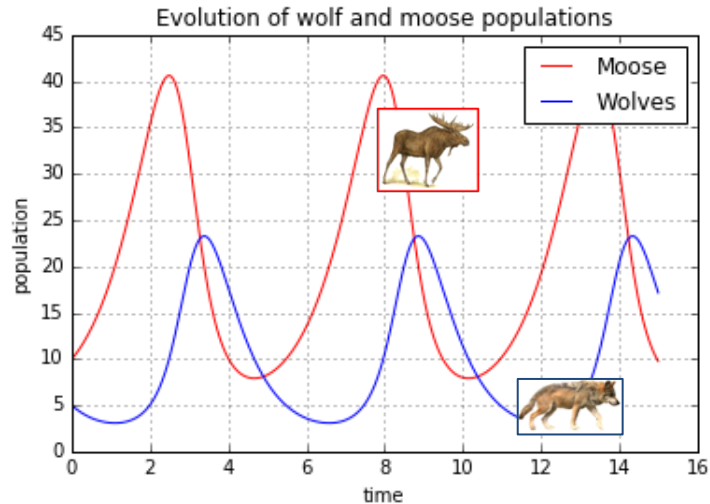 Evolution of wolf and moose populations
Moose
Wolves
45
40
35
30
25
20
15
10
5
0
population
0 2 4 6 8 10 12 14 16
time